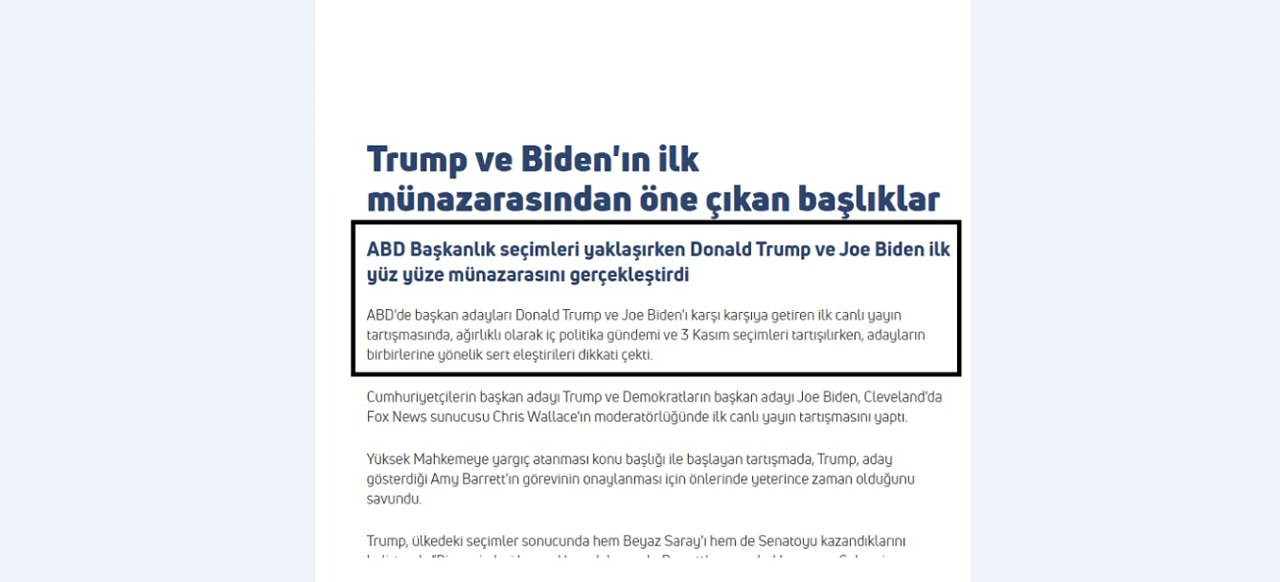 Trump ve Biden'ın ilk
münazarasından öne çıkan başlıklar
ABD Başkanlık seçimleri yaklaşırken Donald Trump ve Joe Biden ilk
yüz yüze münazarasını gerçekleştirdi
ABD'de başkan adayları Donald Trump ve Joe Biden'ı karşı karşıya getiren ilk canlı yayın
tartışmasında, ağırlıklı olarak iç politika gündemi ve 3 Kasım seçimleri tartışılırken, adayların
birbirlerine yönelik sert eleştirileri dikkati çekti.
Cumhuriyetçilerin başkan adayı Trump ve Demokratların başkan adayı Joe Biden, Cleveland'da
Fox News sunucusu Chris Wallace'ın moderatörlüğünde ilk canlı yayın tartışmasını yaptı.
Yüksek Mahkemeye yargıç atanması konu başlığı ile başlayan tartışmada, Trump, aday
gösterdiği Amy Barrett'ın görevinin onaylanması için önlerinde yeterince zaman olduğunu
savundu.
Trump, ülkedeki seçimler sonucunda hem Beyaz Saray'ı hem de Senatoyu kazandıklarını